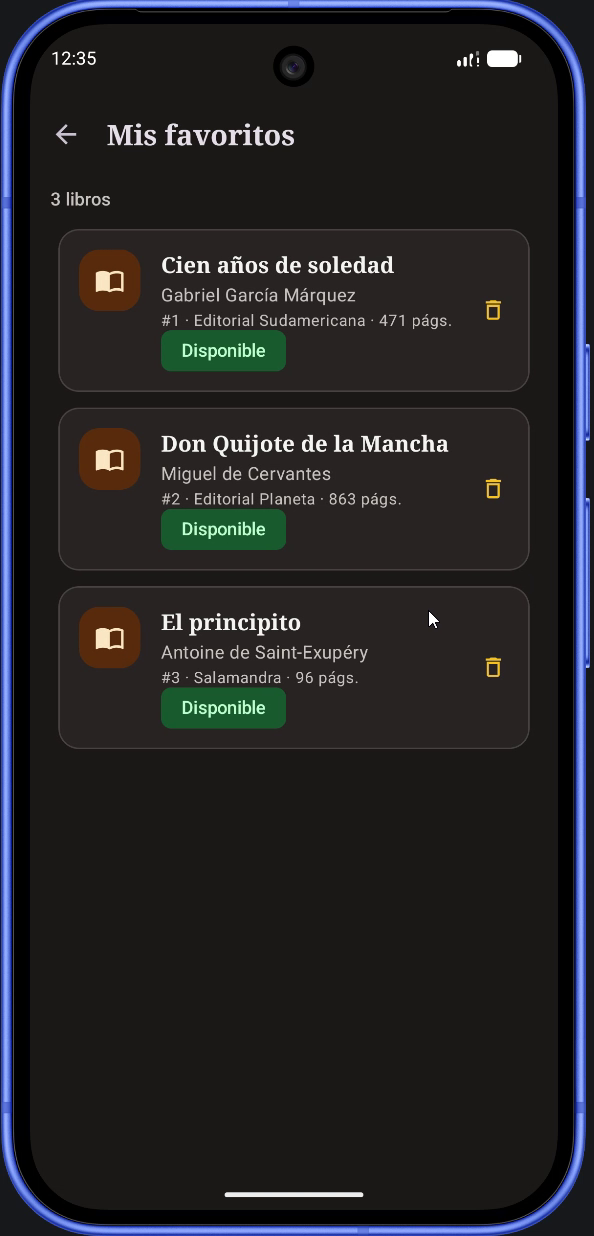 12:35
Mis favoritos
3 libros
Cien años de soledad
Gabriel García Márquez
#1 · Editorial Sudamericana · 471 págs.
Disponible
Don Quijote de la Mancha
Miguel de Cervantes
#2 · Editorial Planeta · 863 págs.
Disponible
El principito
Antoine de Saint-Exupéry
#3 · Salamandra · 96 págs.
Disponible